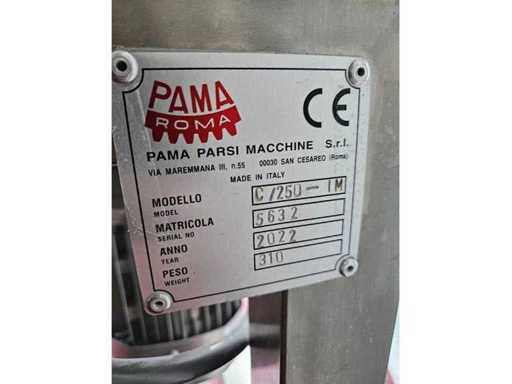 PAMA
ROMA
CE
PAMA PARSI MACCHINE S.r.l.
VIA MAREMMANA III, n.55 00030 SAN CESAREO (Roma)
MADE IN ITALY
MODELLO C/250 IM
MODEL
MATRICOLA 5632
SERIAL NO
ANNO 2022
YEAR
PESO 310
WEIGHT